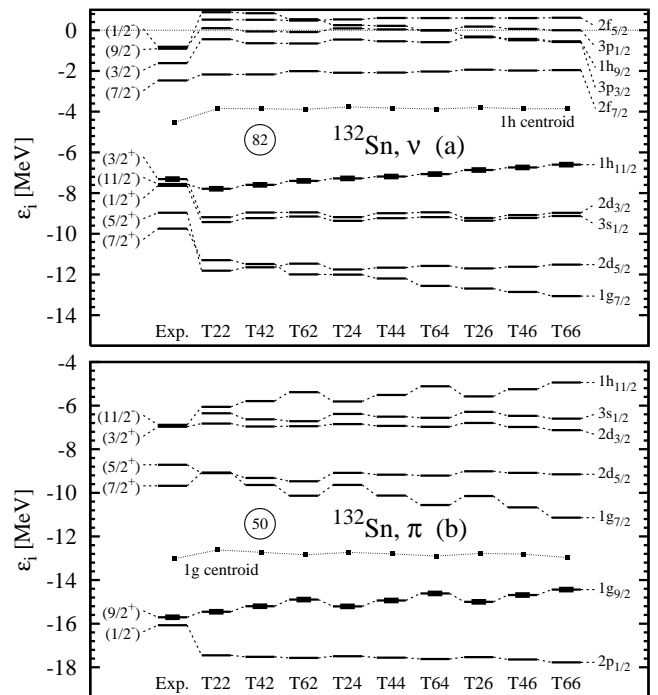 0
-2
-4
-6
-8
-10
-12
-14
εi [MeV]
(1/2-)
(9/2-)
(3/2-)
(7/2-)
(3/2+)
(11/2-)
(1/2+)
(5/2+)
(7/2+)
82
132Sn, ν (a)
1h centroid
2f5/2
3p1/2
1h9/2
3p3/2
2f7/2
1h11/2
2d3/2
3s1/2
2d5/2
1g7/2
Exp. T22 T42 T62 T24 T44 T64 T26 T46 T66
-4
-6
-8
-10
-12
-14
-16
-18
εi [MeV]
(11/2-)
(3/2+)
(5/2+)
(7/2+)
(9/2+)
(1/2-)
50
132Sn, π (b)
1g centroid
1h11/2
3s1/2
2d3/2
2d5/2
1g7/2
1g9/2
2p1/2
Exp. T22 T42 T62 T24 T44 T64 T26 T46 T66